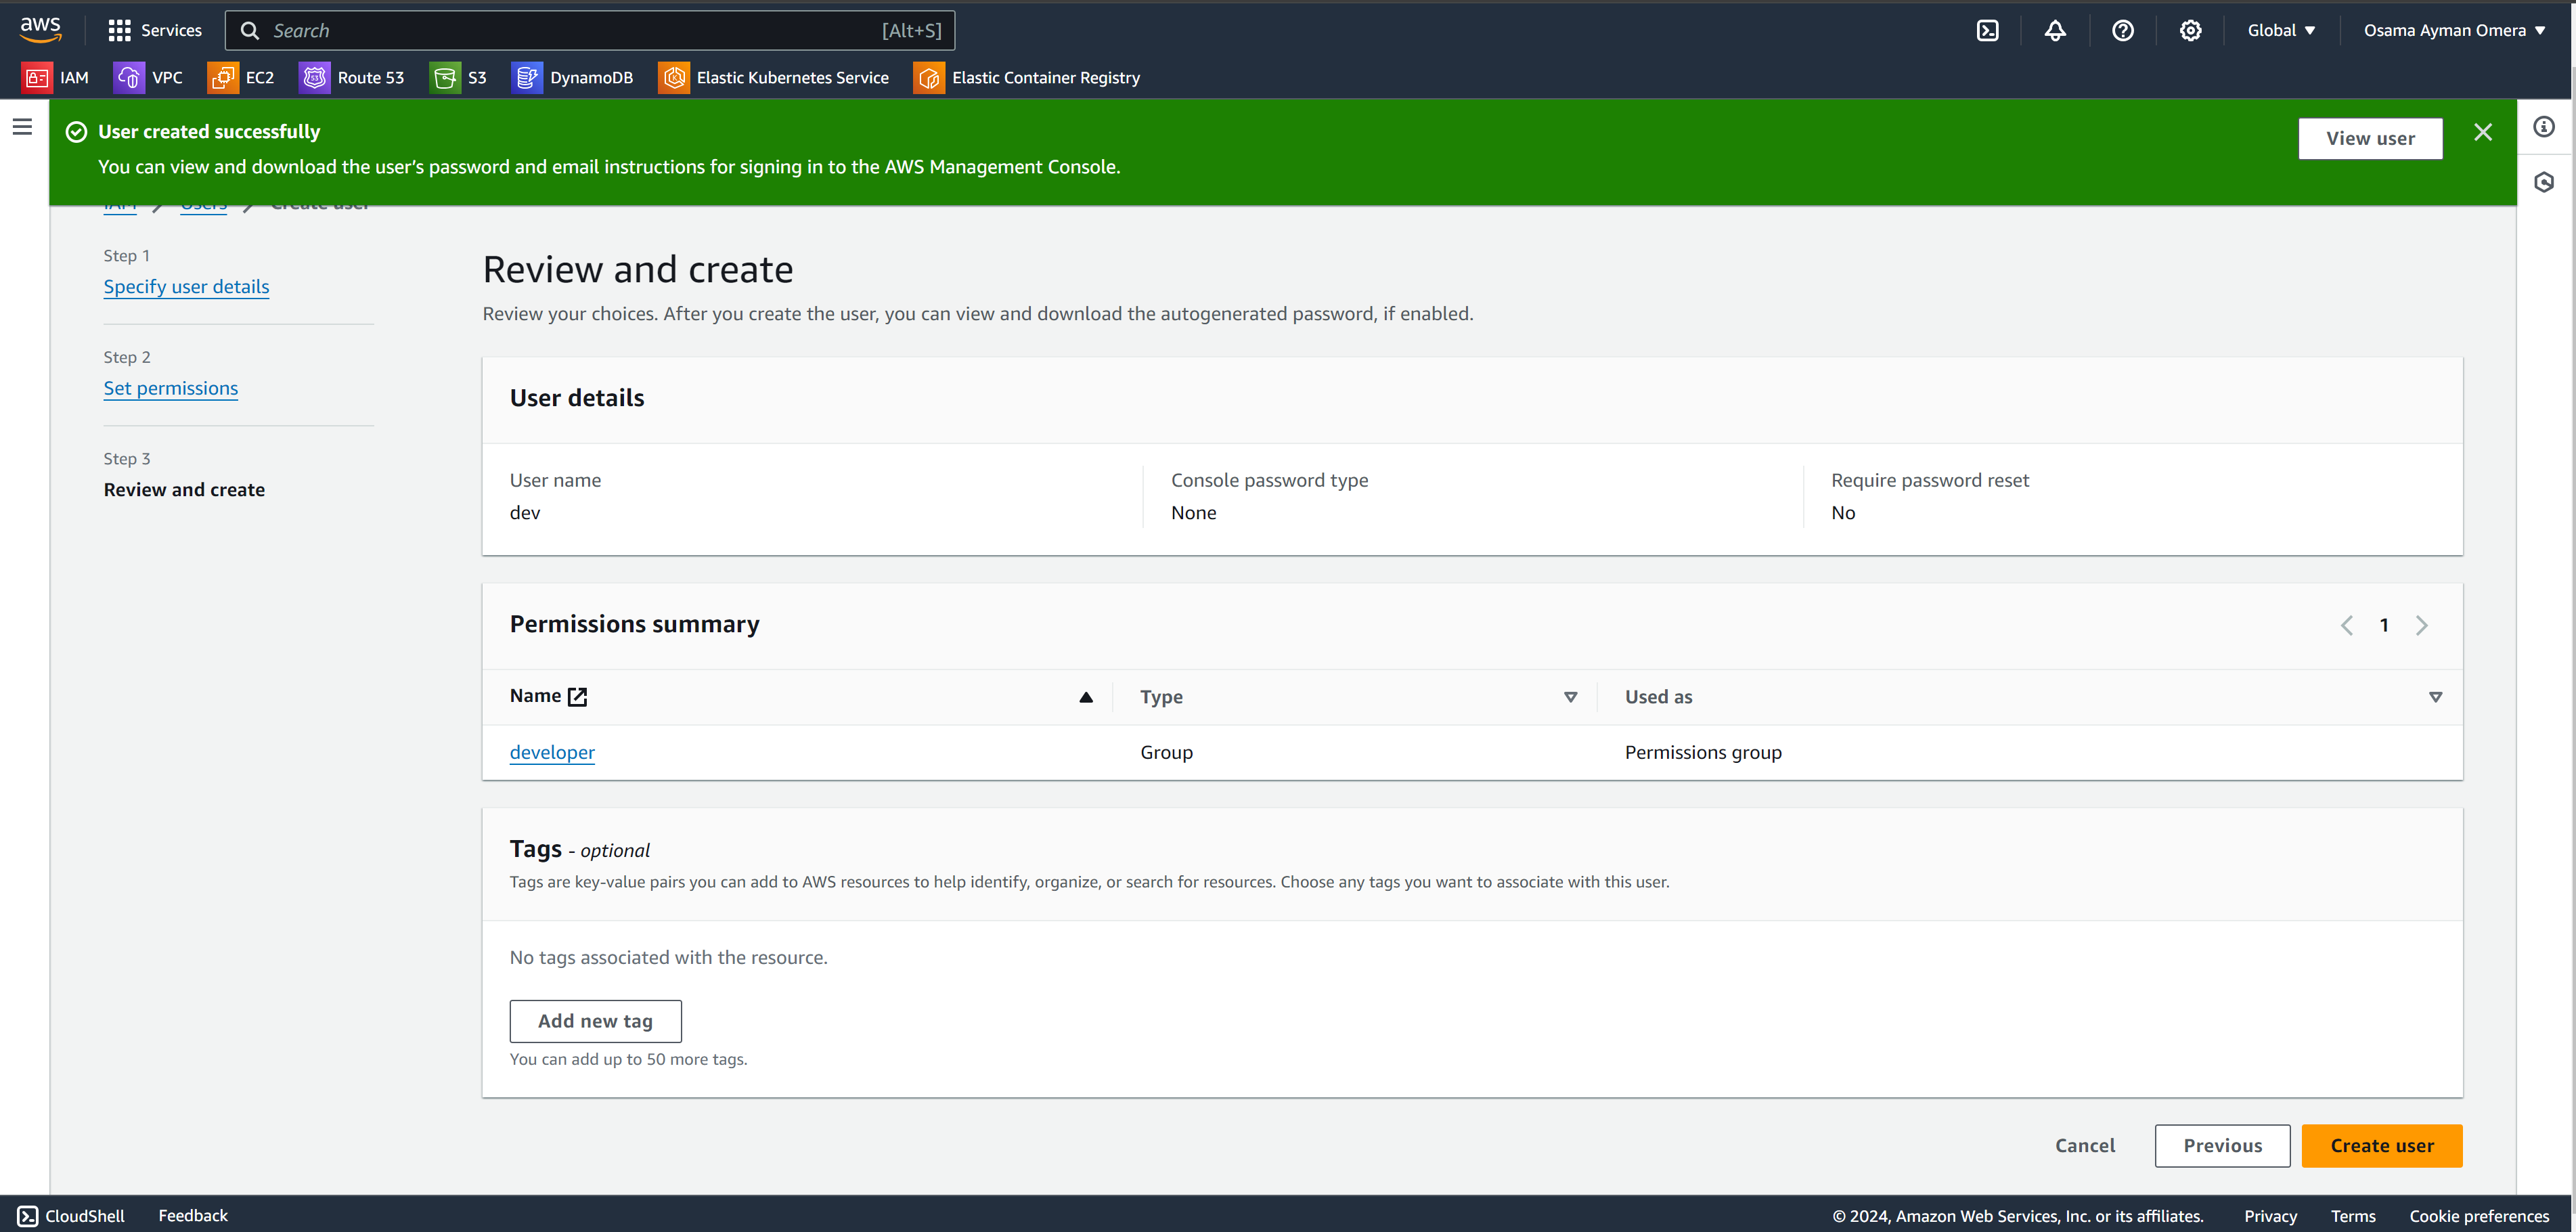 aws
Services
Search
[Alt+S]
Global
Osama Ayman Omera
IAM
VPC
EC2
Route 53
S3
DynamoDB
Elastic Kubernetes Service
Elastic Container Registry
User created successfully
You can view and download the user's password and email instructions for signing in to the AWS Management Console.
View user
IAM
Users
Create user
Step 1
Specify user details
Step 2
Set permissions
Step 3
Review and create
Review and create
Review your choices. After you create the user, you can view and download the autogenerated password, if enabled.
User details
User name
dev
Console password type
None
Require password reset
No
Permissions summary
1
Name
Type
Used as
developer
Group
Permissions group
Tags - optional
Tags are key-value pairs you can add to AWS resources to help identify, organize, or search for resources. Choose any tags you want to associate with this user.
No tags associated with the resource.
Add new tag
You can add up to 50 more tags.
Cancel
Previous
Create user
CloudShell
Feedback
© 2024, Amazon Web Services, Inc. or its affiliates.
Privacy
Terms
Cookie preferences